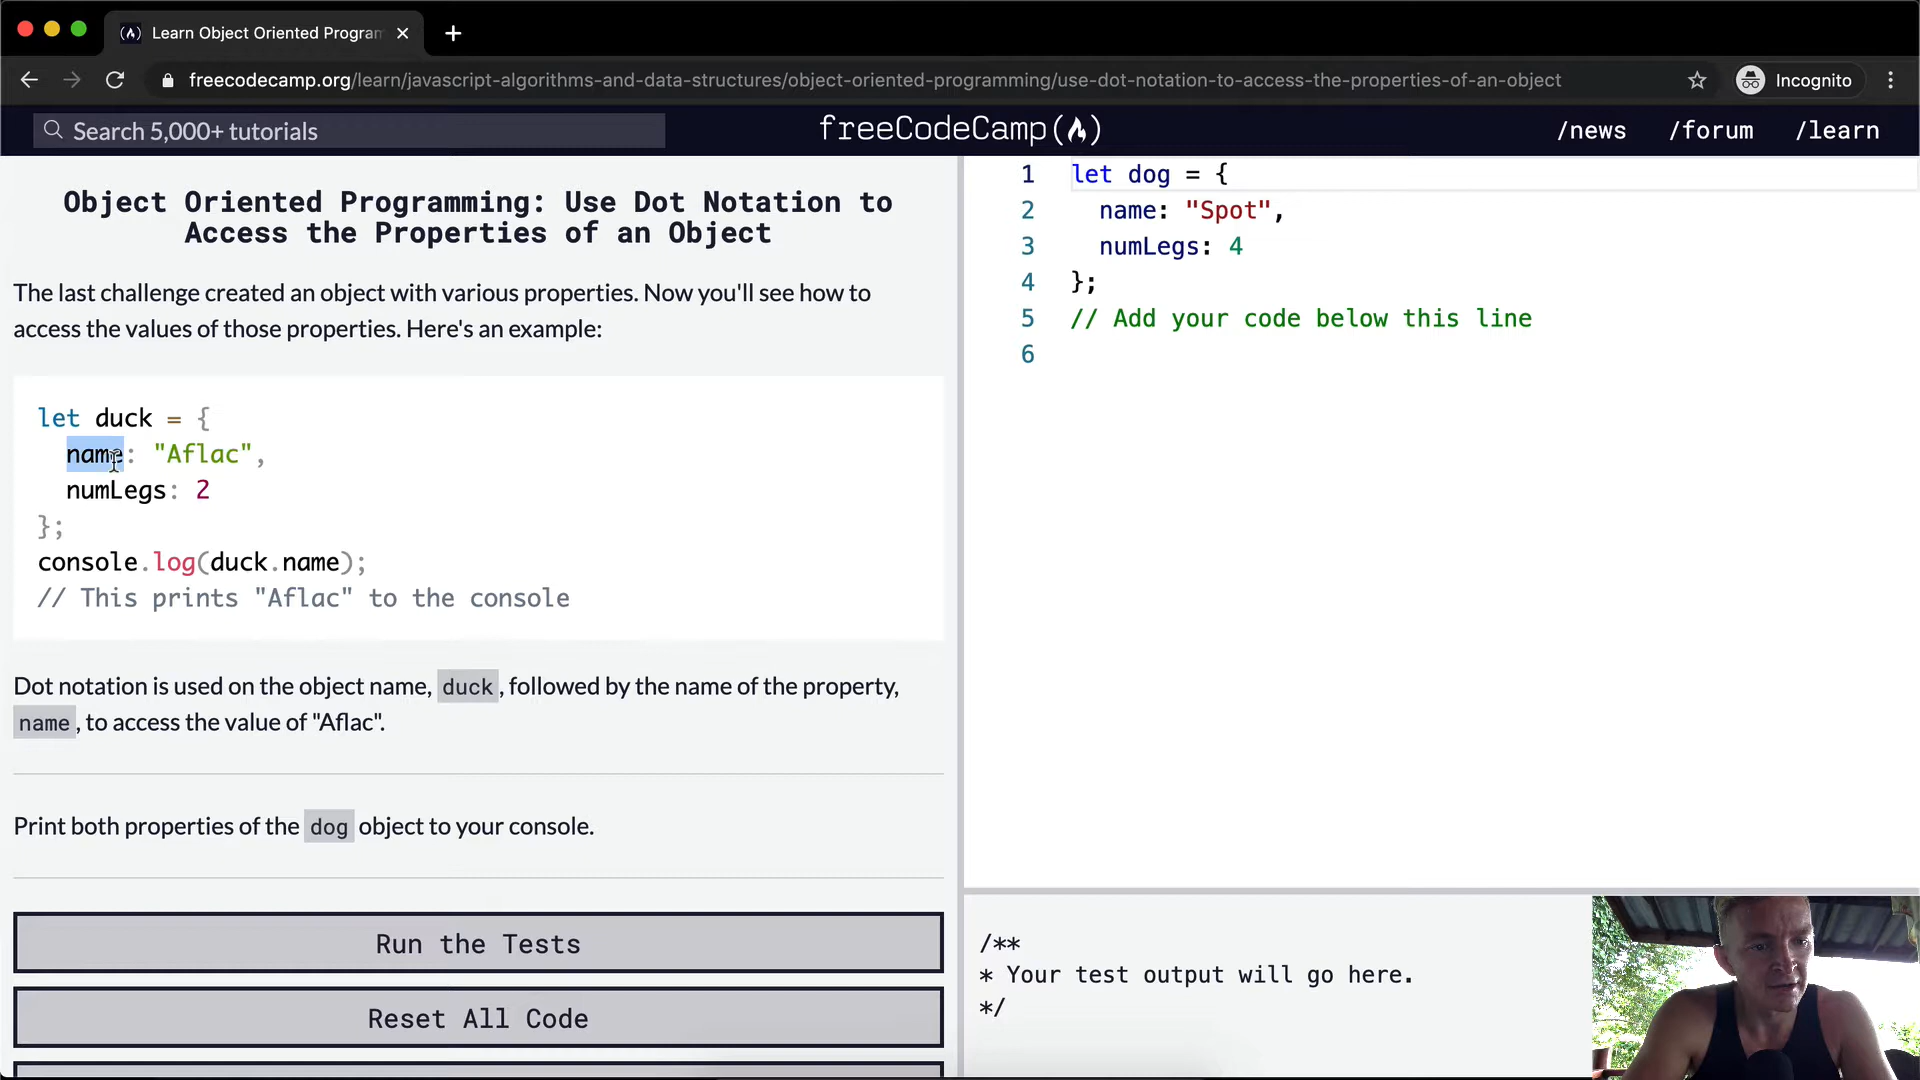 Learn Object Oriented Progran
freecodecamp.org/learn/javascript-algorithms-and-data-structures/object-oriented-programming/use-dot-notation-to-access-the-properties-of-an-object
Incognito
Search 5,000+ tutorials
freeCodeCamp
/news
/forum
/learn
Object Oriented Programming: Use Dot Notation to
Access the Properties of an Object
The last challenge created an object with various properties. Now you'll see how to
access the values of those properties. Here's an example:
let duck = {
name: "Aflac",
numLegs: 2
};
console.log(duck.name);
// This prints "Aflac" to the console
Dot notation is used on the object name, duck, followed by the name of the property,
name, to access the value of "Aflac".
Print both properties of the dog object to your console.
Run the Tests
Reset All Code
1 let dog = {
2 name: "Spot",
3 numLegs: 4
4 };
5 // Add your code below this line
6
/**
* Your test output will go here.
*/